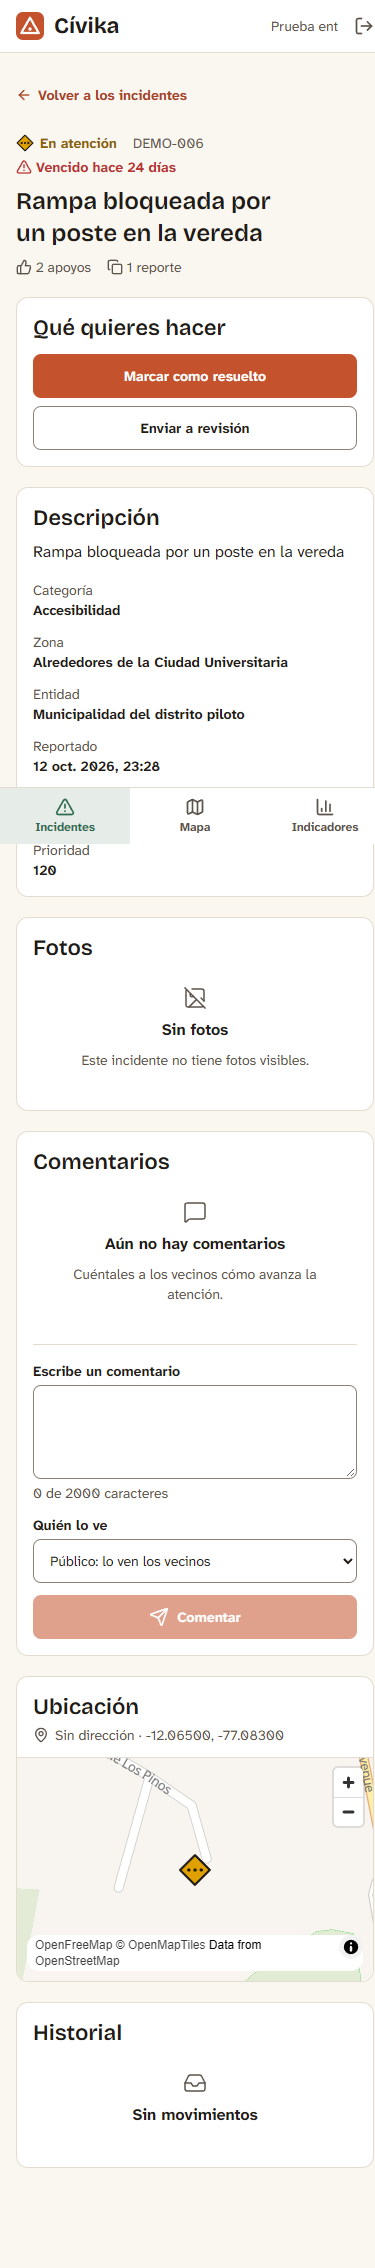 Cívika
Prueba ent
Volver a los incidentes
En atención DEMO-006
Vencido hace 24 días
Rampa bloqueada por
un poste en la vereda
2 apoyos 1 reporte
Qué quieres hacer
Marcar como resuelto
Enviar a revisión
Descripción
Rampa bloqueada por un poste en la vereda
Categoría
Accesibilidad
Zona
Alrededores de la Ciudad Universitaria
Entidad
Municipalidad del distrito piloto
Reportado
12 oct. 2026, 23:28
Incidentes Mapa Indicadores
Prioridad
120
Fotos
Sin fotos
Este incidente no tiene fotos visibles.
Comentarios
Aún no hay comentarios
Cuéntales a los vecinos cómo avanza la
atención.
Escribe un comentario
0 de 2000 caracteres
Quién lo ve
Público: lo ven los vecinos
Comentar
Ubicación
Sin dirección · -12.06500, -77.08300
Los Pinos
+
−
OpenFreeMap © OpenMapTiles Data from
OpenStreetMap
Historial
Sin movimientos